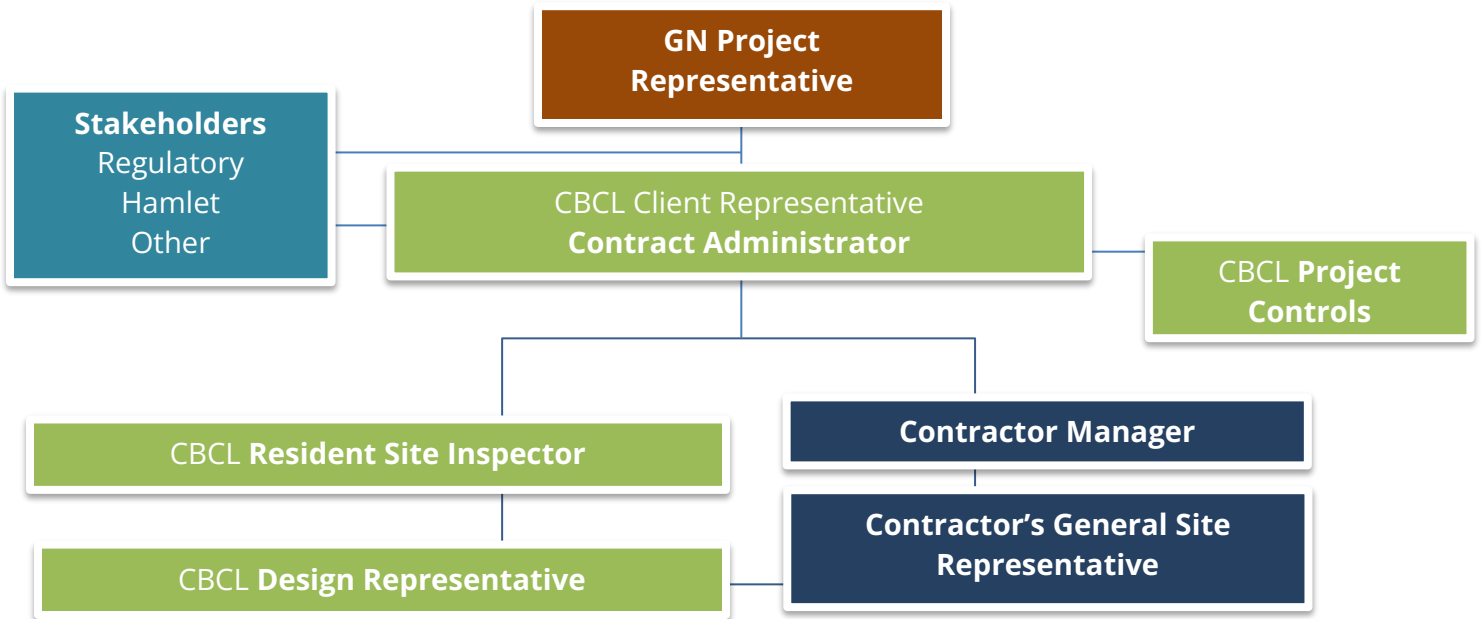 GN Project
Representative
Stakeholders
Regulatory
Hamlet
Other
CBCL Client Representative
Contract Administrator
CBCL Project
Controls
CBCL Resident Site Inspector
Contractor Manager
Contractor’s General Site
Representative
CBCL Design Representative